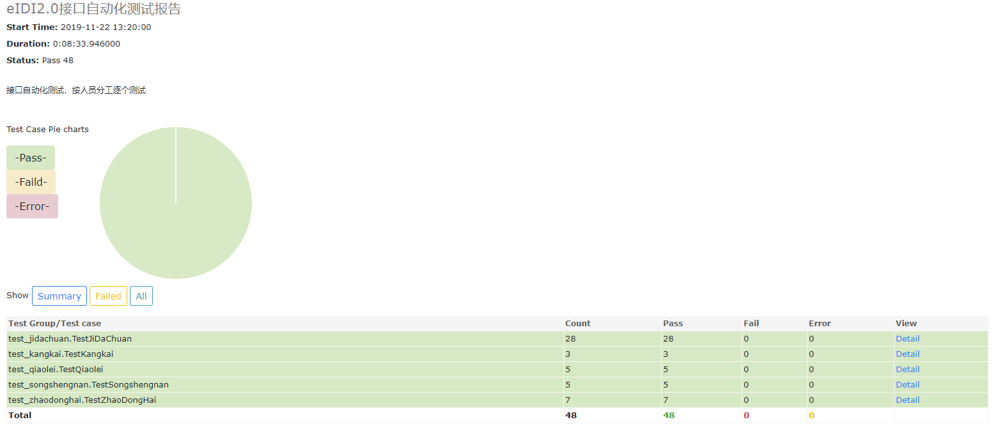 eIDI2.0接口自动化测试报告
Start Time: 2019-11-22 13:20:00
Duration: 0:08:33.946000
Status: Pass 48
接口自动化测试，按人员分工逐个测试
Test Case Pie charts
-Pass-
-Faild-
-Error-
Show Summary Failed All
Test Group/Test case Count Pass Fail Error View
test_jidachuan.TestJiDaChuan 28 28 0 0 Detail
test_kangkai.TestKangkai 3 3 0 0 Detail
test_qiaolei.TestQiaolei 5 5 0 0 Detail
test_songshengnan.TestSongshengnan 5 5 0 0 Detail
test_zhaodonghai.TestZhaoDongHai 7 7 0 0 Detail
Total 48 48 0 0